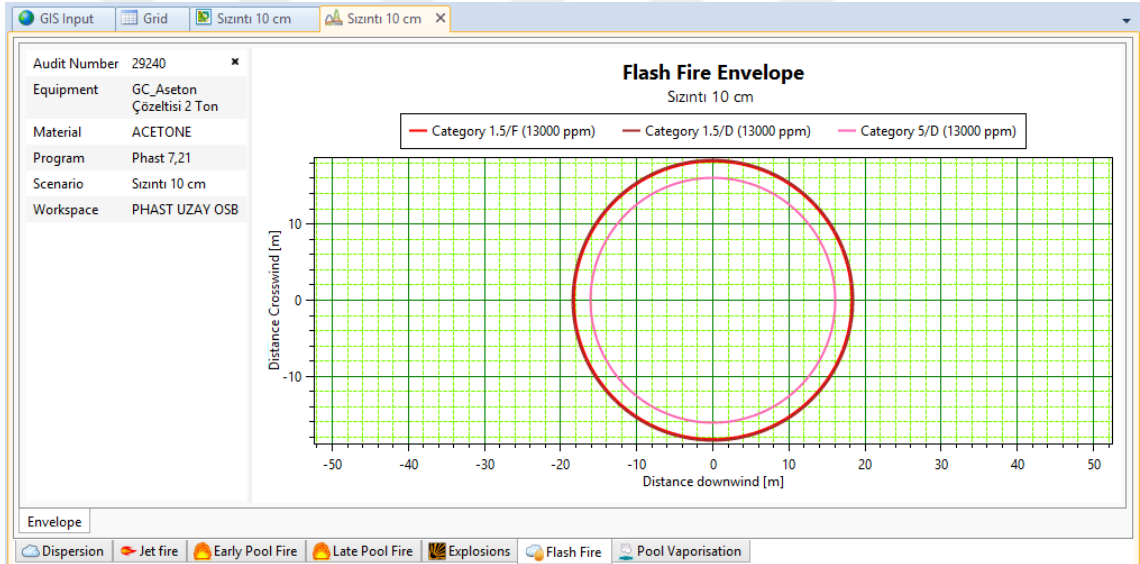 GIS Input
Grid
Sızıntı 10 cm
Sızıntı 10 cm
Audit Number 29240
Equipment GC_Aseton
Çözeltisi 2 Ton
Material ACETONE
Program Phast 7,21
Scenario Sızıntı 10 cm
Workspace PHAST UZAY OSB
Flash Fire Envelope
Sızıntı 10 cm
Category 1.5/F (13000 ppm)
Category 1.5/D (13000 ppm)
Category 5/D (13000 ppm)
Distance Crosswind [m]
10
0
-10
-50 -40 -30 -20 -10 0 10 20 30 40 50
Distance downwind [m]
Envelope
Dispersion
Jet fire
Early Pool Fire
Late Pool Fire
Explosions
Flash Fire
Pool Vaporisation